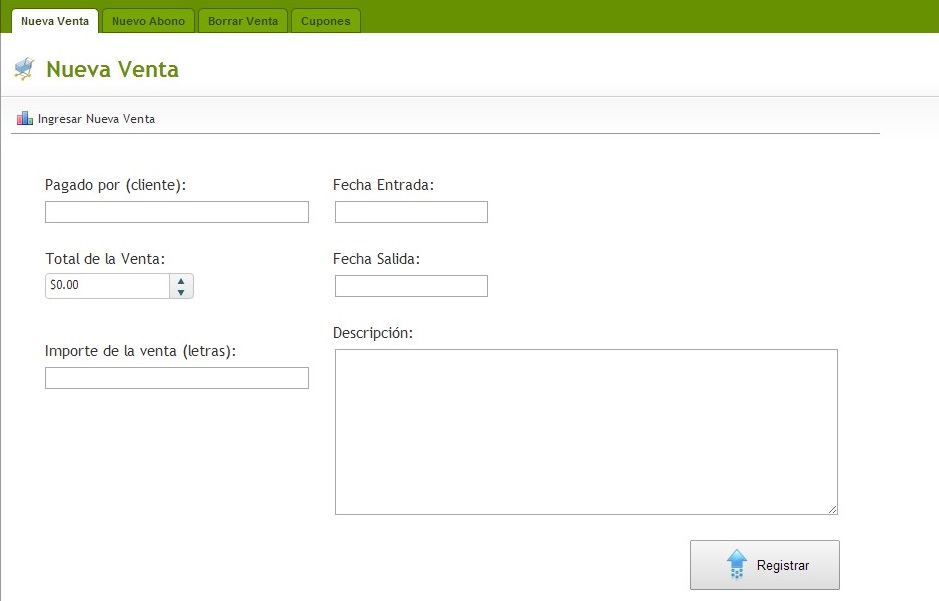 Nueva Venta Nuevo Abono Borrar Venta Cupones
Nueva Venta
Ingresar Nueva Venta
Pagado por (cliente):
Fecha Entrada:
Total de la Venta:
$0.00
Fecha Salida:
Importe de la venta (letras):
Descripción:
Registrar